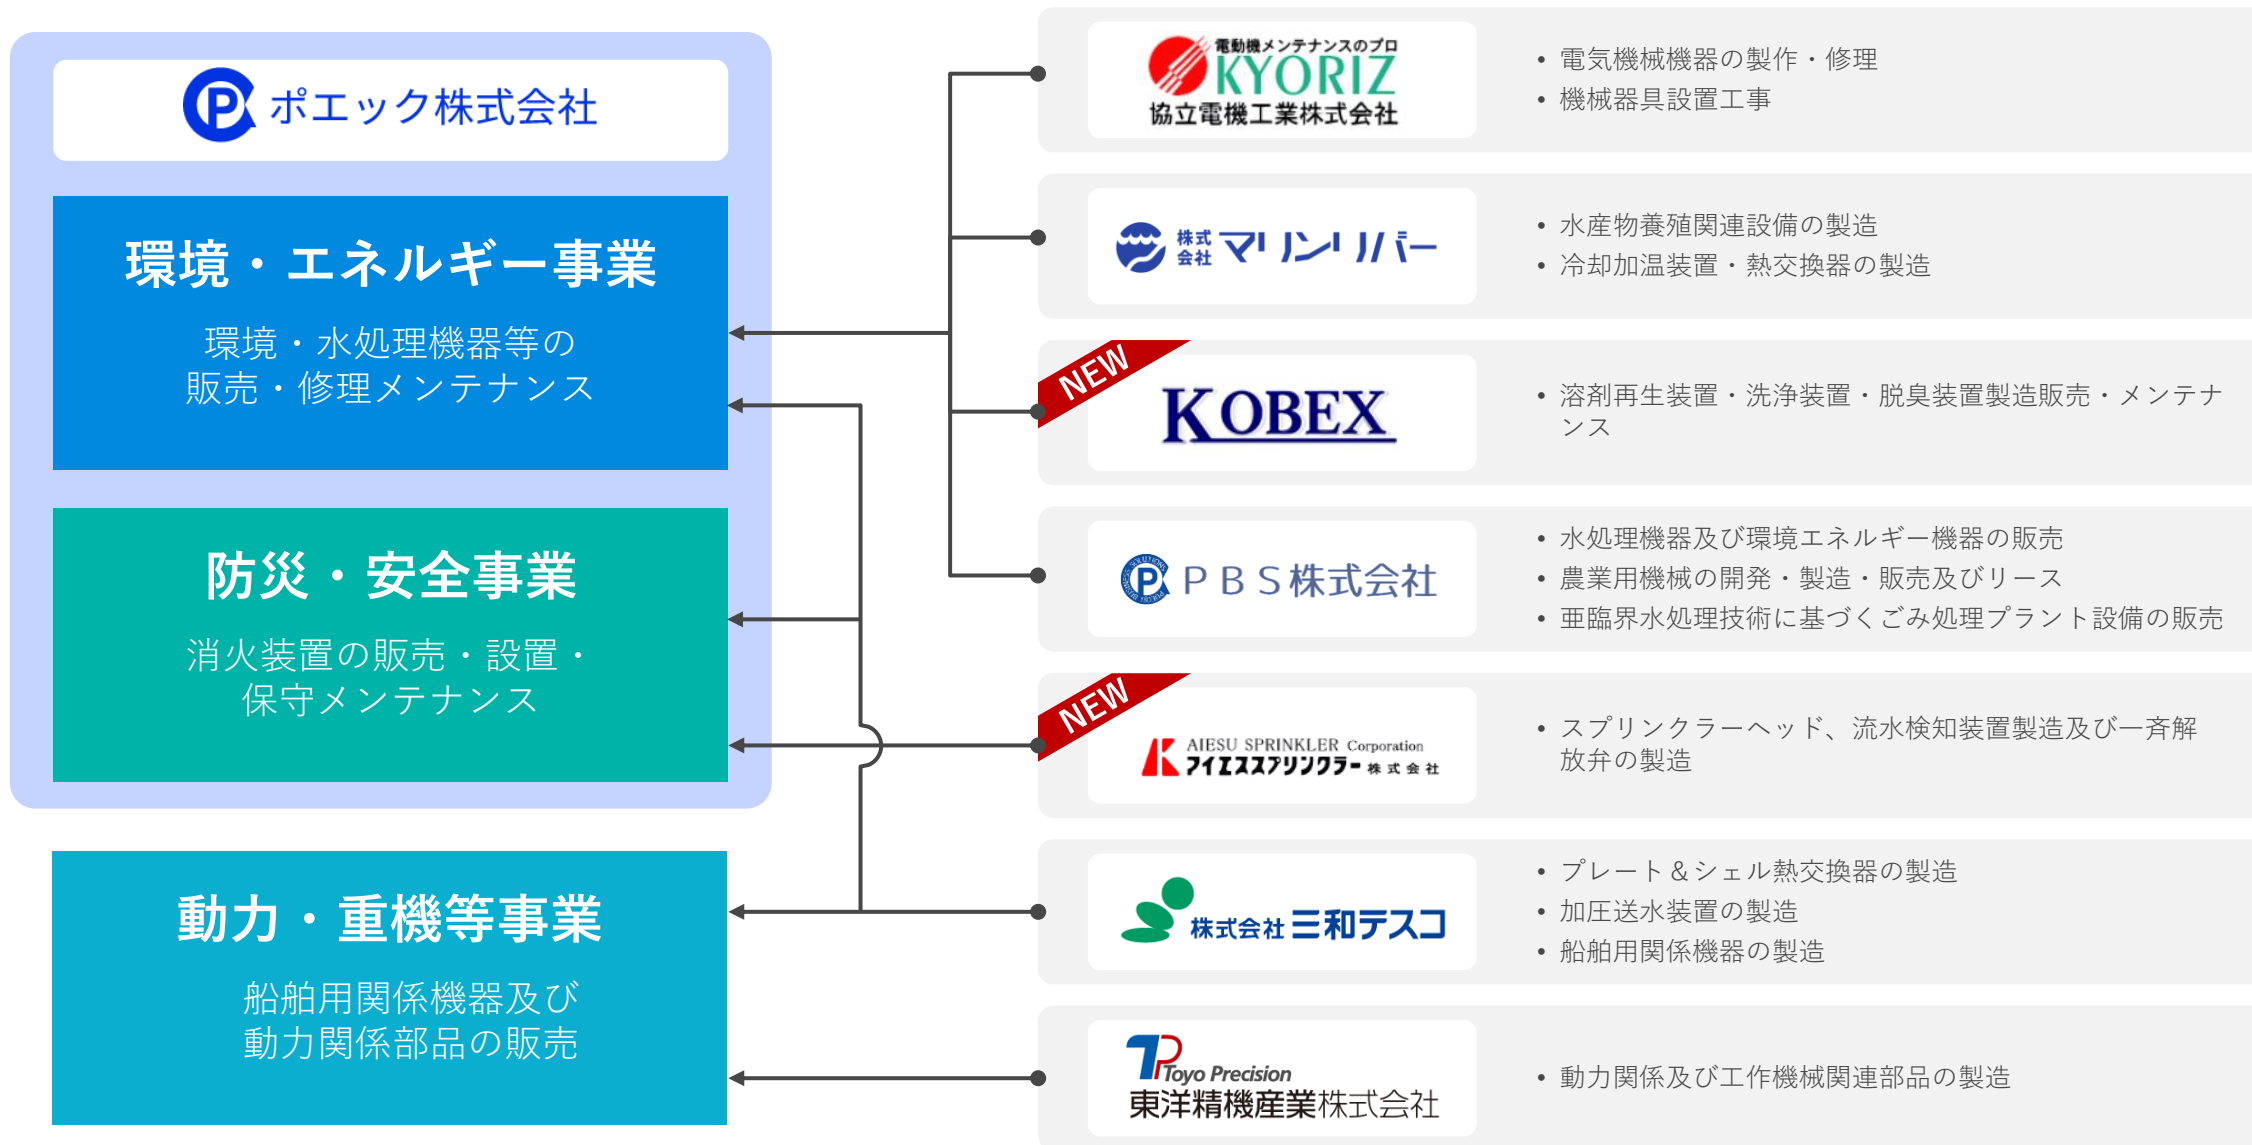 ポエック株式会社
環境・エネルギー事業
環境・水処理機器等の
販売・修理メンテナンス
防災・安全事業
消火装置の販売・設置・
保守メンテナンス
動力・重機等事業
船舶用関係機器及び
動力関係部品の販売
電動機メンテナンスのプロ
KYORIZ
協立電機工業株式会社
• 電気機械機器の製作・修理
• 機械器具設置工事
株式会社 マリンリバー
• 水産物養殖関連設備の製造
• 冷却加温装置・熱交換器の製造
NEW
KOBEX
• 溶剤再生装置・洗浄装置・脱臭装置製造販売・メンテナ
ンス
ＰＢＳ株式会社
• 水処理機器及び環境エネルギー機器の販売
• 農業用機械の開発・製造・販売及びリース
• 亜臨界水処理技術に基づくごみ処理プラント設備の販売
NEW
AIESU SPRINKLER Corporation
アイエススプリンクラー株式会社
• スプリンクラーヘッド、流水検知装置製造及び一斉解
放弁の製造
株式会社 三和テスコ
• プレート＆シェル熱交換器の製造
• 加圧送水装置の製造
• 船舶用関係機器の製造
TP
Toyo Precision
東洋精機産業株式会社
• 動力関係及び工作機械関連部品の製造